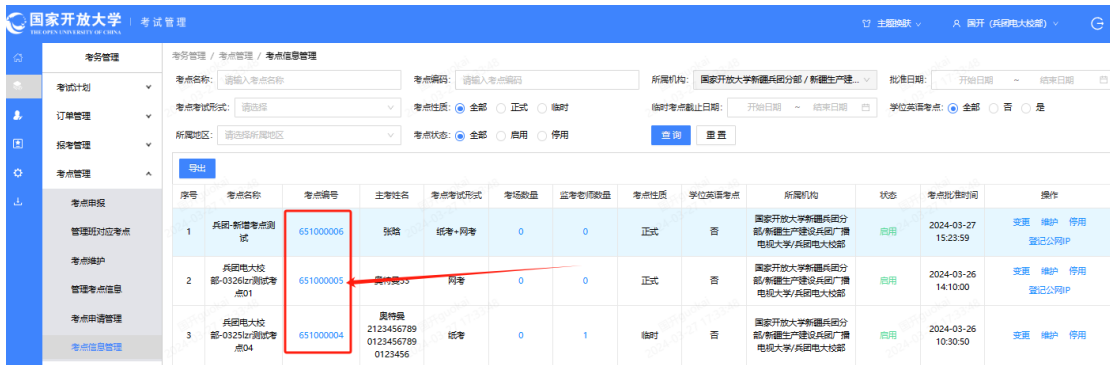 国家开放大学 考试管理 主题换肤 国开（兵团电大校部）
THE OPEN UNIVERSITY OF CHINA
考务管理
考试计划
订单管理
报考管理
考点管理
考点申报
管理班对应考点
考点维护
管理考点信息
考点申请管理
考点信息管理
考务管理 / 考点管理 / 考点信息管理
考点名称: 请输入考点名称 考点编码: 请输入考点编码 所属机构: 国家开放大学新疆兵团分部 / 新疆生产建... 批准日期: 开始日期 ~ 结束日期
考点考试形式: 请选择 考点性质: 全部 正式 临时 临时考点截止日期: 开始日期 ~ 结束日期 学位英语考点: 全部 否 是
所属地区: 请选择所属地区 考点状态: 全部 启用 停用 查询 重置
导出
序号 考点名称 考点编号 主考姓名 考点考试形式 考场数量 监考老师数量 考点性质 学位英语考点 所属机构 状态 考点批准时间 操作
1 兵团-新增考点测试 651000006 张晗 纸考+网考 0 0 正式 否 国家开放大学新疆兵团分部/新疆生产建设兵团广播电视大学/兵团电大校部 启用 2024-03-27 15:23:59 变更 维护 停用 登记公网IP
2 兵团电大校部-0326lzr测试考点01 651000005 奥特曼33 网考 0 0 正式 否 国家开放大学新疆兵团分部/新疆生产建设兵团广播电视大学/兵团电大校部 启用 2024-03-26 14:10:00 变更 维护 停用 登记公网IP
3 兵团电大校部-0325lzr测试考点04 651000004 奥特曼212345678901234567890123456 纸考 0 1 临时 否 国家开放大学新疆兵团分部/新疆生产建设兵团广播电视大学/兵团电大校部 启用 2024-03-26 10:30:50 变更 维护 停用